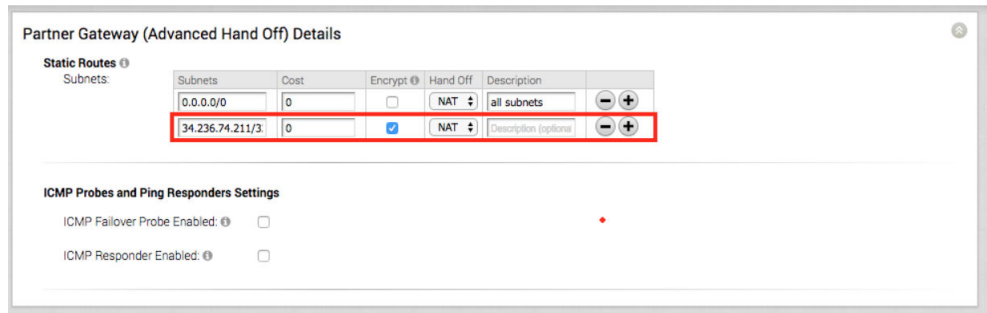 Partner Gateway (Advanced Hand Off) Details
Static Routes
Subnets:
Subnets Cost Encrypt Hand Off Description
0.0.0.0/0 0 NAT all subnets
34.236.74.211/3 0 NAT Description (optiona
ICMP Probes and Ping Responders Settings
ICMP Failover Probe Enabled:
ICMP Responder Enabled: